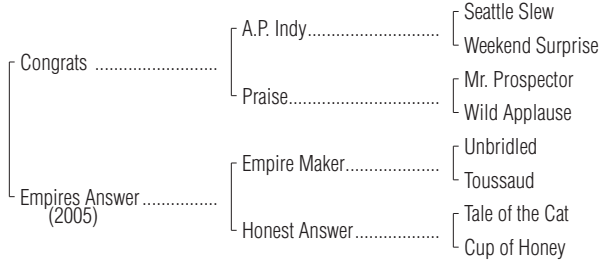 Seattle Slew
A.P. Indy..............................
Weekend Surprise
Congrats ...........................
Mr. Prospector
Praise...................................
Wild Applause
Unbridled
Empire Maker.....................
Toussaud
Empires Answer.................
(2005)
Tale of the Cat
Honest Answer...................
Cup of Honey